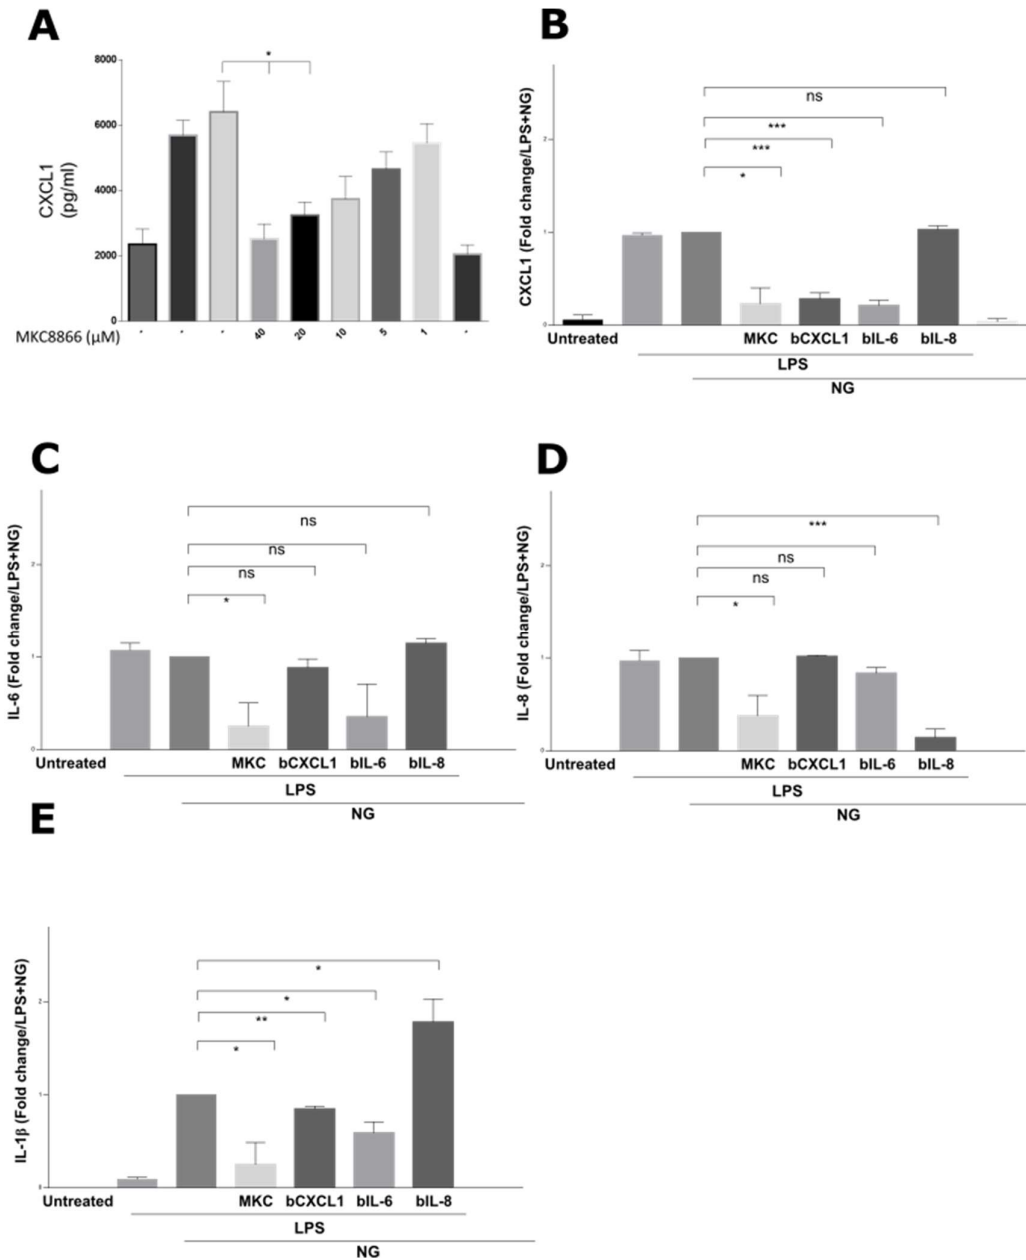 A
8000
*
6000
CXCL1
(pg/ml)
4000
2000
0
MKC8866 (µM)
-
-
-
40
20
10
5
1
-
B
CXCL1 (Fold change/LPS+NG)
2
1
0
ns
***
***
*
Untreated
MKC
bCXCL1
bIL-6
bIL-8
LPS
NG
C
IL-6 (Fold change/LPS+NG)
2
1
0
ns
ns
ns
*
Untreated
MKC
bCXCL1
bIL-6
bIL-8
LPS
NG
D
IL-8 (Fold change/LPS+NG)
2
1
0
***
ns
ns
*
Untreated
MKC
bCXCL1
bIL-6
bIL-8
LPS
NG
E
IL-1β (Fold change/LPS+NG)
2
1
0
*
*
**
*
Untreated
MKC
bCXCL1
bIL-6
bIL-8
LPS
NG